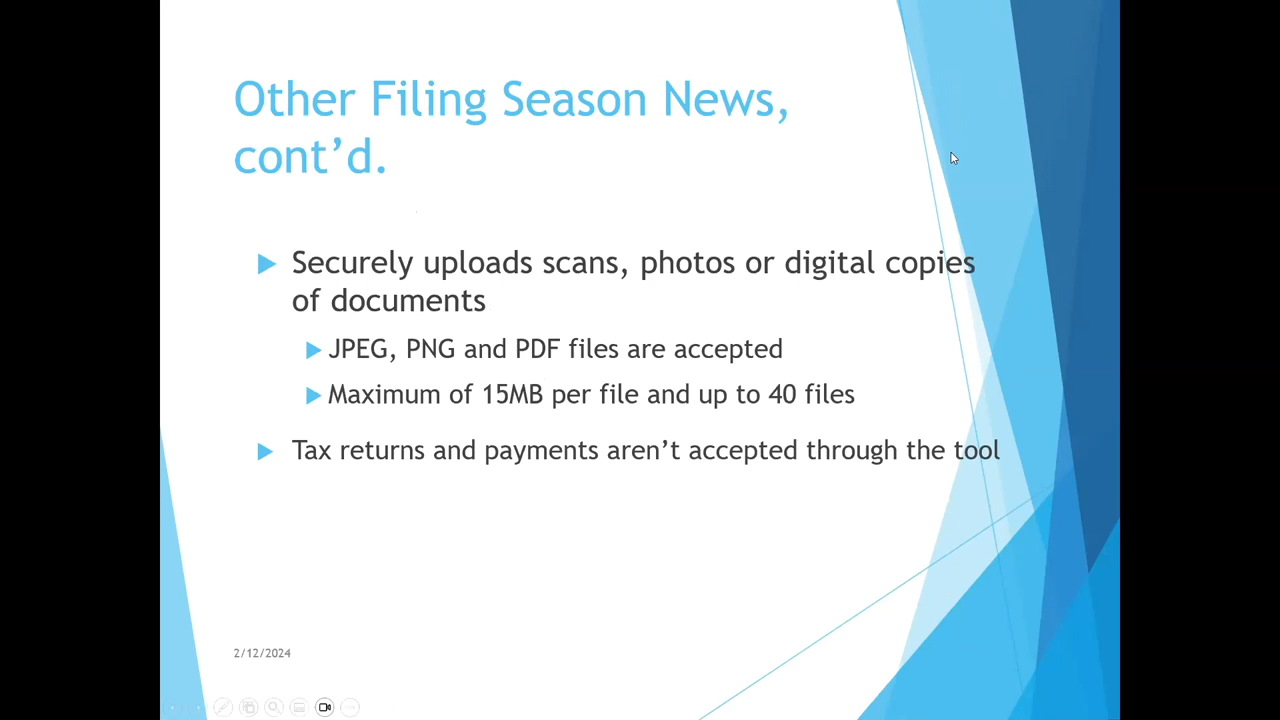 Other Filing Season News,
cont’d.
Securely uploads scans, photos or digital copies
of documents
JPEG, PNG and PDF files are accepted
Maximum of 15MB per file and up to 40 files
Tax returns and payments aren’t accepted through the tool
2/12/2024